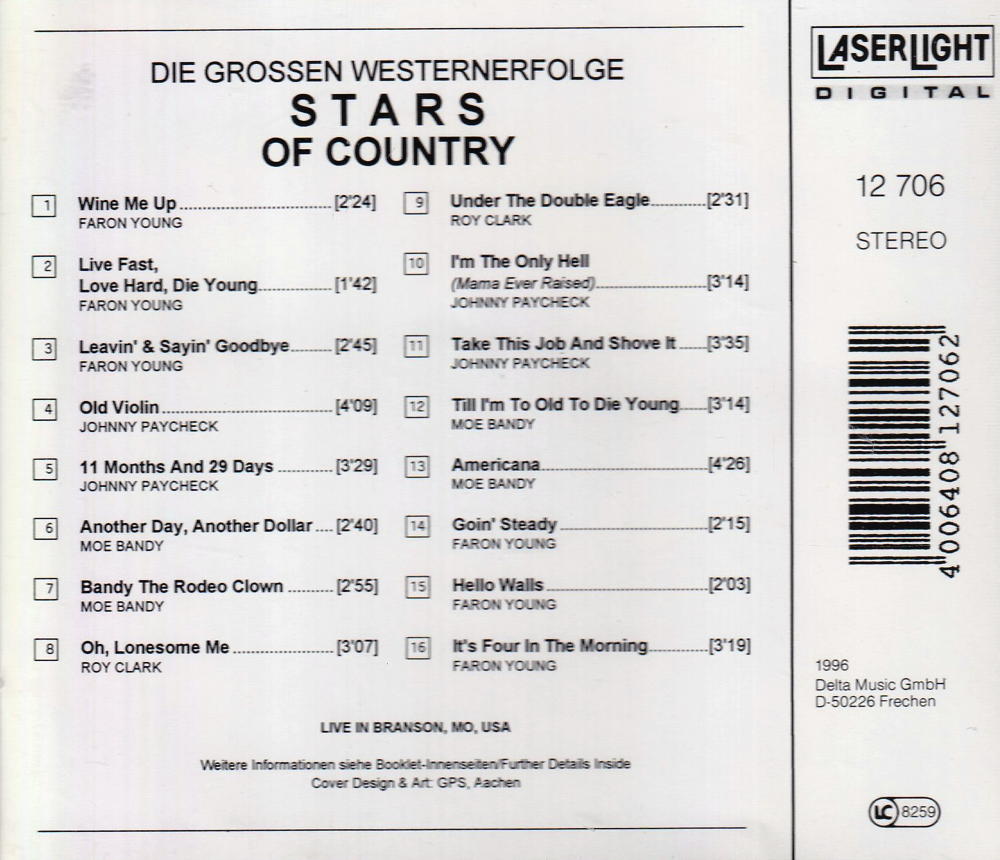 DIE GROSSEN WESTERNERFOLGE
STARS
OF COUNTRY
1 Wine Me Up [2'24]
FARON YOUNG
2 Live Fast,
Love Hard, Die Young [1'42]
FARON YOUNG
3 Leavin' & Sayin' Goodbye [2'45]
FARON YOUNG
4 Old Violin [4'09]
JOHNNY PAYCHECK
5 11 Months And 29 Days [3'29]
JOHNNY PAYCHECK
6 Another Day, Another Dollar [2'40]
MOE BANDY
7 Bandy The Rodeo Clown [2'55]
MOE BANDY
8 Oh, Lonesome Me [3'07]
ROY CLARK
9 Under The Double Eagle [2'31]
ROY CLARK
10 I'm The Only Hell
(Mama Ever Raised) [3'14]
JOHNNY PAYCHECK
11 Take This Job And Shove It [3'35]
JOHNNY PAYCHECK
12 Till I'm To Old To Die Young [3'14]
MOE BANDY
13 Americana [4'26]
MOE BANDY
14 Goin' Steady [2'15]
FARON YOUNG
15 Hello Walls [2'03]
FARON YOUNG
16 It's Four In The Morning [3'19]
FARON YOUNG
LIVE IN BRANSON, MO, USA
Weitere Informationen siehe Booklet-Innenseiten/Further Details Inside
Cover Design & Art: GPS, Aachen
LASERLIGHT
DIGITAL
12 706
STEREO
4 006408 127062
1996
Delta Music GmbH
D-50226 Frechen
LC 8259